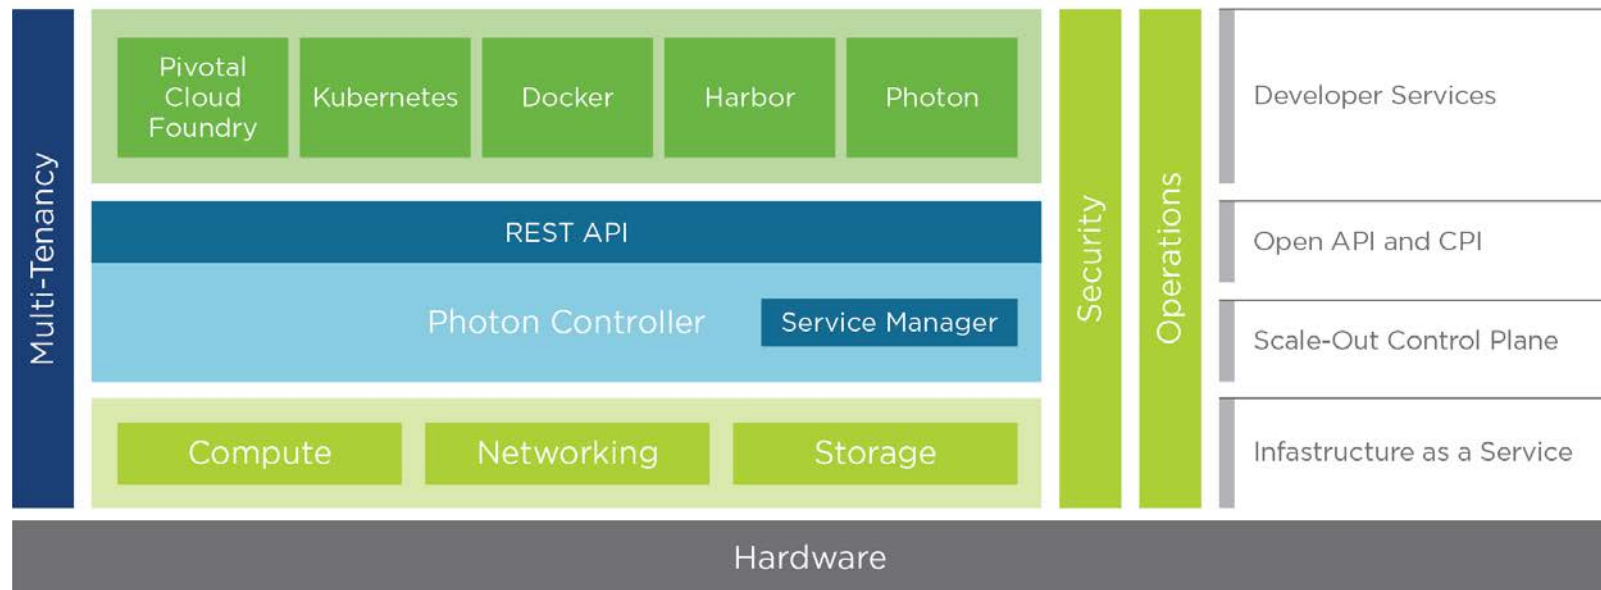 Multi-Tenancy
Pivotal
Cloud
Foundry
Kubernetes
Docker
Harbor
Photon
REST API
Photon Controller
Service Manager
Compute
Networking
Storage
Security
Operations
Developer Services
Open API and CPI
Scale-Out Control Plane
Infastructure as a Service
Hardware